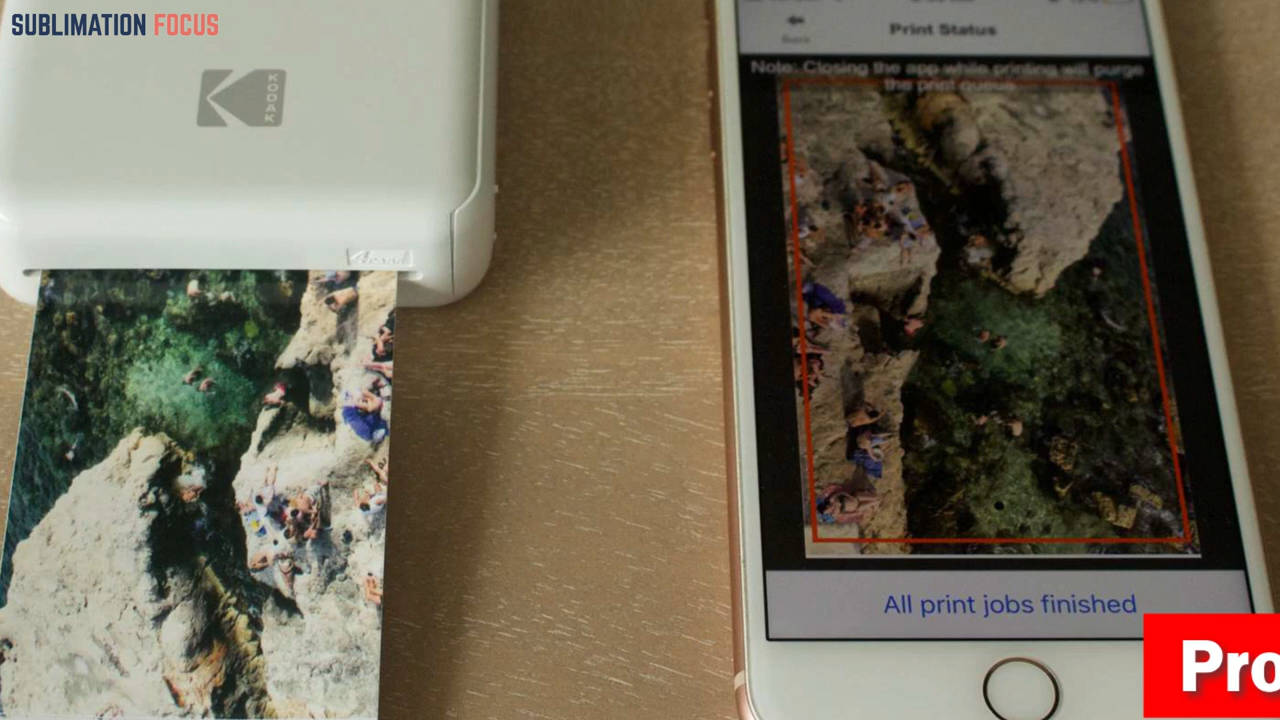 SUBLIMATION FOCUS
KODAK
Print Status
Back
Note: Closing the app while printing will purge
the print queue.
All print jobs finished
Pro